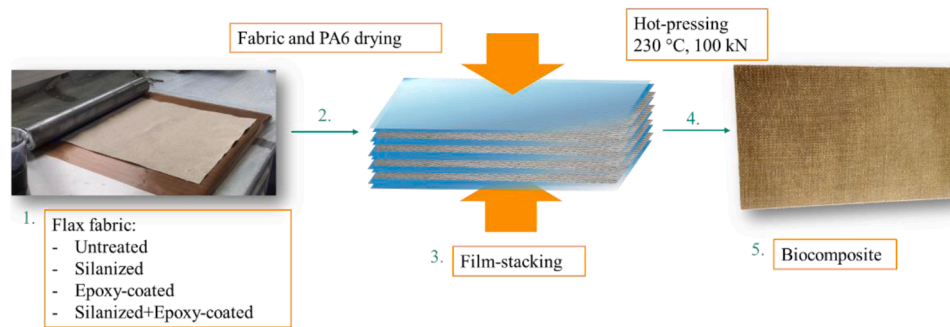 Fabric and PA6 drying
Hot-pressing
230 °C, 100 kN
2.
4.
1.
Flax fabric:
- Untreated
- Silanized
- Epoxy-coated
- Silanized+Epoxy-coated
3.
Film-stacking
5.
Biocomposite